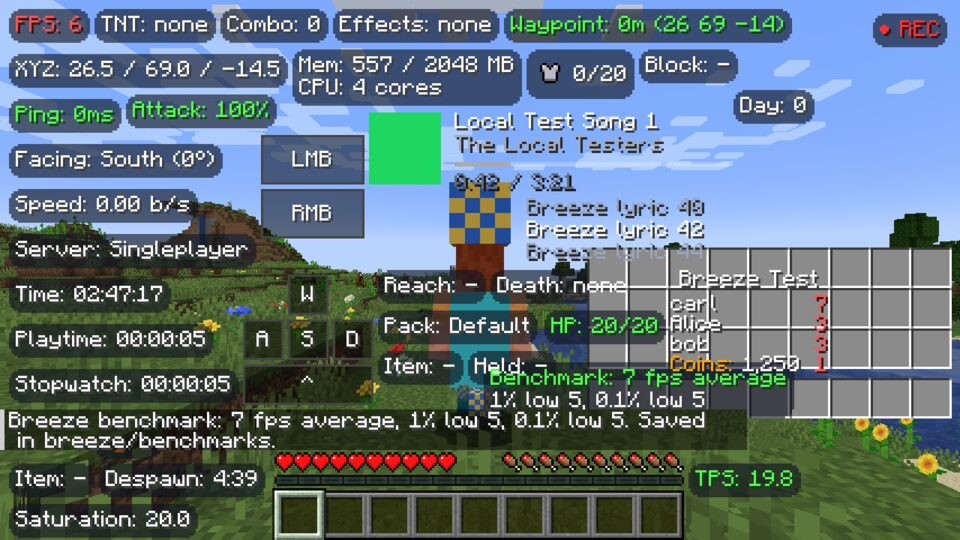 FPS: 6 TNT: none Combo: 0 Effects: none Waypoint: 0m (26 69 -14) REC
XYZ: 26.5 / 69.0 / -14.5 Mem: 557 / 2048 MB 0/20 Block: -
CPU: 4 cores
Ping: 0ms Attack: 100% Day: 0
Local Test Song 1
The Local Testers
Facing: South (0°) LMB
0:42 / 3:21
Speed: 0.00 b/s RMB
Breeze lyric 40
Breeze lyric 42
Breeze lyric 44
Server: Singleplayer
Breeze Test
Time: 02:47:17 W Reach: - Death: none
carl 7
Alice 3
bob 3
Coins: 1,250 1
Playtime: 00:00:05 A S D Pack: Default HP: 20/20
Item: - Held: -
Stopwatch: 00:00:05 ^
Benchmark: 7 fps average
1% low 5, 0.1% low 5
Breeze benchmark: 7 fps average, 1% low 5, 0.1% low 5. Saved
in breeze/benchmarks.
Item: - Despawn: 4:39 TPS: 19.8
Saturation: 20.0